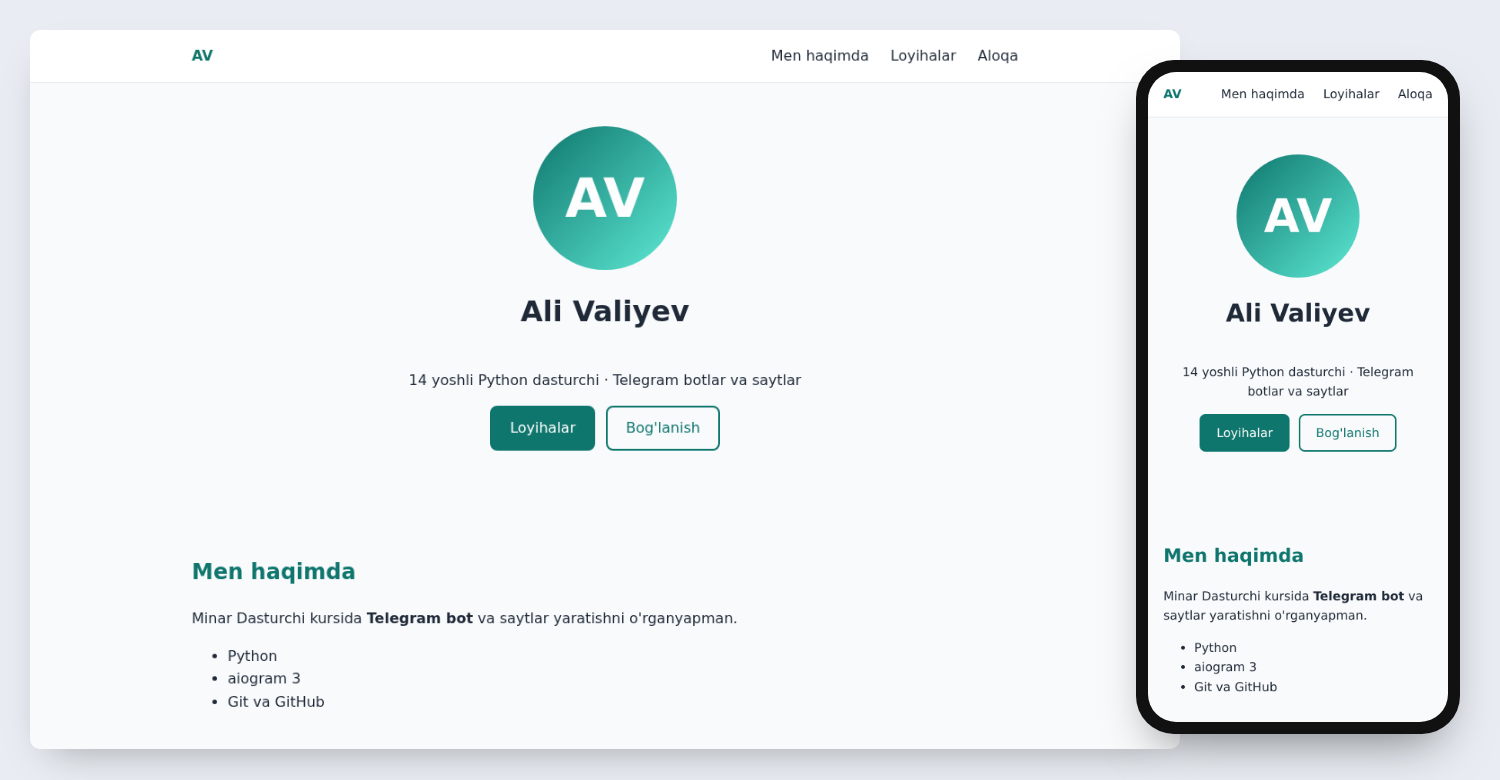 AV
Men haqimda Loyihalar Aloqa
AV
Ali Valiyev
14 yoshli Python dasturchi · Telegram botlar va saytlar
Loyihalar Bog'lanish
Men haqimda
Minar Dasturchi kursida Telegram bot va saytlar yaratishni o'rganyapman.
• Python
• aiogram 3
• Git va GitHub
AV Men haqimda Loyihalar Aloqa
AV
Ali Valiyev
14 yoshli Python dasturchi · Telegram
botlar va saytlar
Loyihalar Bog'lanish
Men haqimda
Minar Dasturchi kursida Telegram bot va
saytlar yaratishni o'rganyapman.
• Python
• aiogram 3
• Git va GitHub